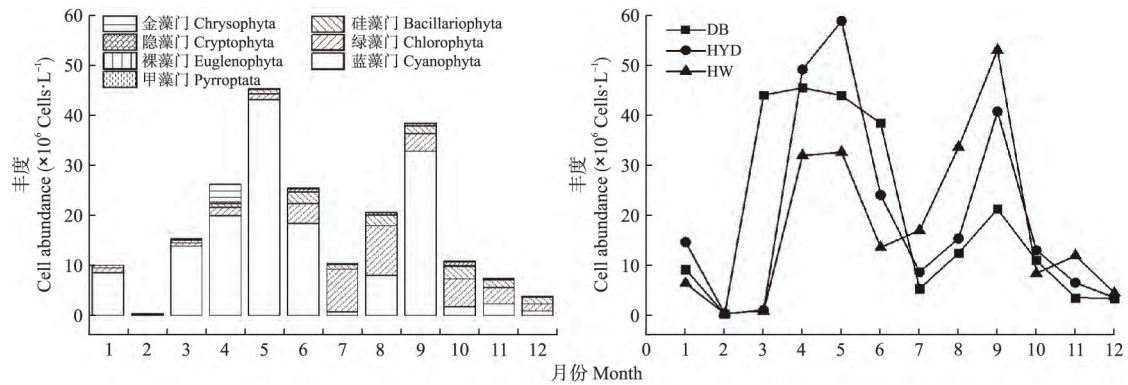 金藻门 Chrysophyta
硅藻门 Bacillariophyta
隐藻门 Cryptophyta
绿藻门 Chlorophyta
裸藻门 Euglenophyta
蓝藻门 Cyanophyta
甲藻门 Pyrroptata
丰度
Cell abundance (×10⁶ Cells·L⁻¹)
60
50
40
30
20
10
0
1 2 3 4 5 6 7 8 9 10 11 12
DB
HYD
HW
丰度
Cell abundance (×10⁶ Cells·L⁻¹)
60
50
40
30
20
10
0
0 1 2 3 4 5 6 7 8 9 10 11 12
月份 Month